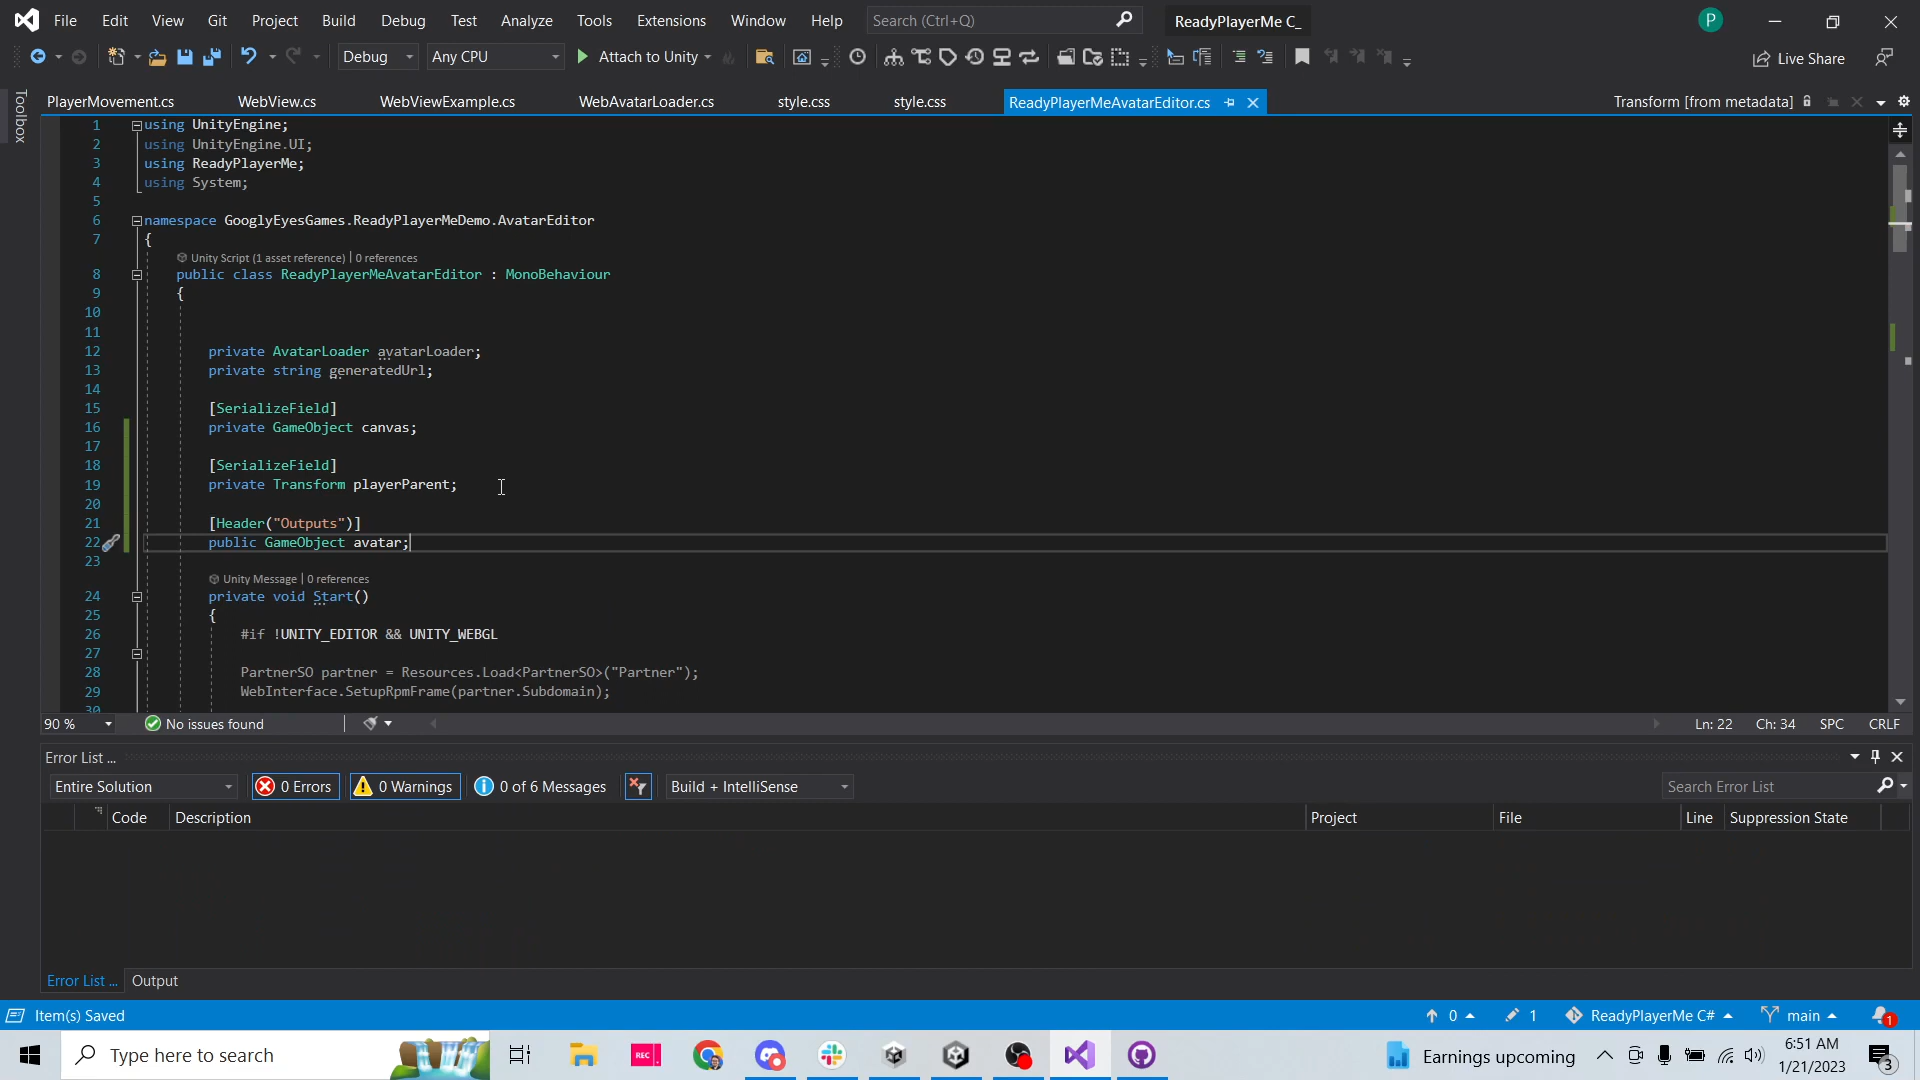 File Edit View Git Project Build Debug Test Analyze Tools Extensions Window Help Search (Ctrl+Q) ReadyPlayerMe C_ P
Debug Any CPU Attach to Unity Live Share
Toolbox
PlayerMovement.cs WebView.cs WebViewExample.cs WebAvatarLoader.cs style.css style.css ReadyPlayerMeAvatarEditor.cs Transform [from metadata]
1 using UnityEngine;
2 using UnityEngine.UI;
3 using ReadyPlayerMe;
4 using System;
5
6 namespace GooglyEyesGames.ReadyPlayerMeDemo.AvatarEditor
7 {
Unity Script (1 asset reference) | 0 references
8 public class ReadyPlayerMeAvatarEditor : MonoBehaviour
9 {
10
11
12 private AvatarLoader avatarLoader;
13 private string generatedUrl;
14
15 [SerializeField]
16 private GameObject canvas;
17
18 [SerializeField]
19 private Transform playerParent;
20
21 [Header("Outputs")]
22 public GameObject avatar;
23
Unity Message | 0 references
24 private void Start()
25 {
26 #if !UNITY_EDITOR && UNITY_WEBGL
27
28 PartnerSO partner = Resources.Load<PartnerSO>("Partner");
29 WebInterface.SetupRpmFrame(partner.Subdomain);
30
90 % No issues found Ln: 22 Ch: 34 SPC CRLF
Error List ...
Entire Solution 0 Errors 0 Warnings 0 of 6 Messages Build + IntelliSense Search Error List
Code Description Project File Line Suppression State
Error List ... Output
Item(s) Saved 0 1 ReadyPlayerMe C# main 1
Type here to search REC Earnings upcoming 6:51 AM
1/21/2023 3